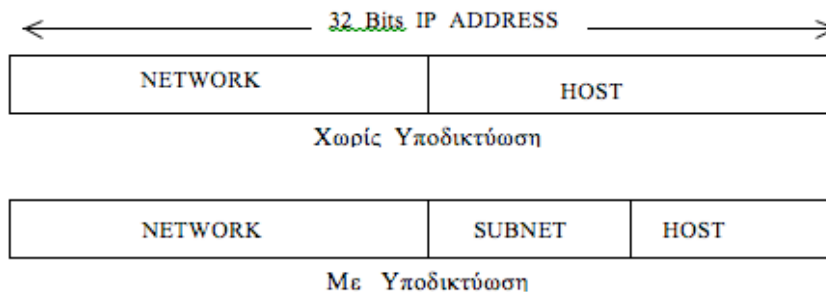 32 Bits IP ADDRESS
NETWORK HOST
Χωρίς Υποδικτύωση
NETWORK SUBNET HOST
Με Υποδικτύωση